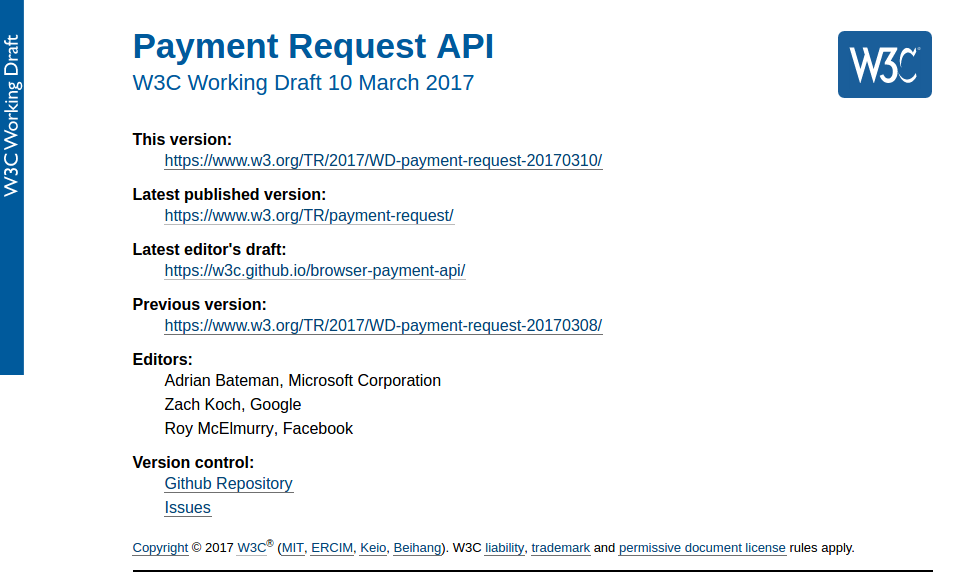 W3C Working Draft
Payment Request API
W3C
W3C Working Draft 10 March 2017
This version:
https://www.w3.org/TR/2017/WD-payment-request-20170310/
Latest published version:
https://www.w3.org/TR/payment-request/
Latest editor's draft:
https://w3c.github.io/browser-payment-api/
Previous version:
https://www.w3.org/TR/2017/WD-payment-request-20170308/
Editors:
Adrian Bateman, Microsoft Corporation
Zach Koch, Google
Roy McElmurry, Facebook
Version control:
Github Repository
Issues
Copyright © 2017 W3C® (MIT, ERCIM, Keio, Beihang). W3C liability, trademark and permissive document license rules apply.